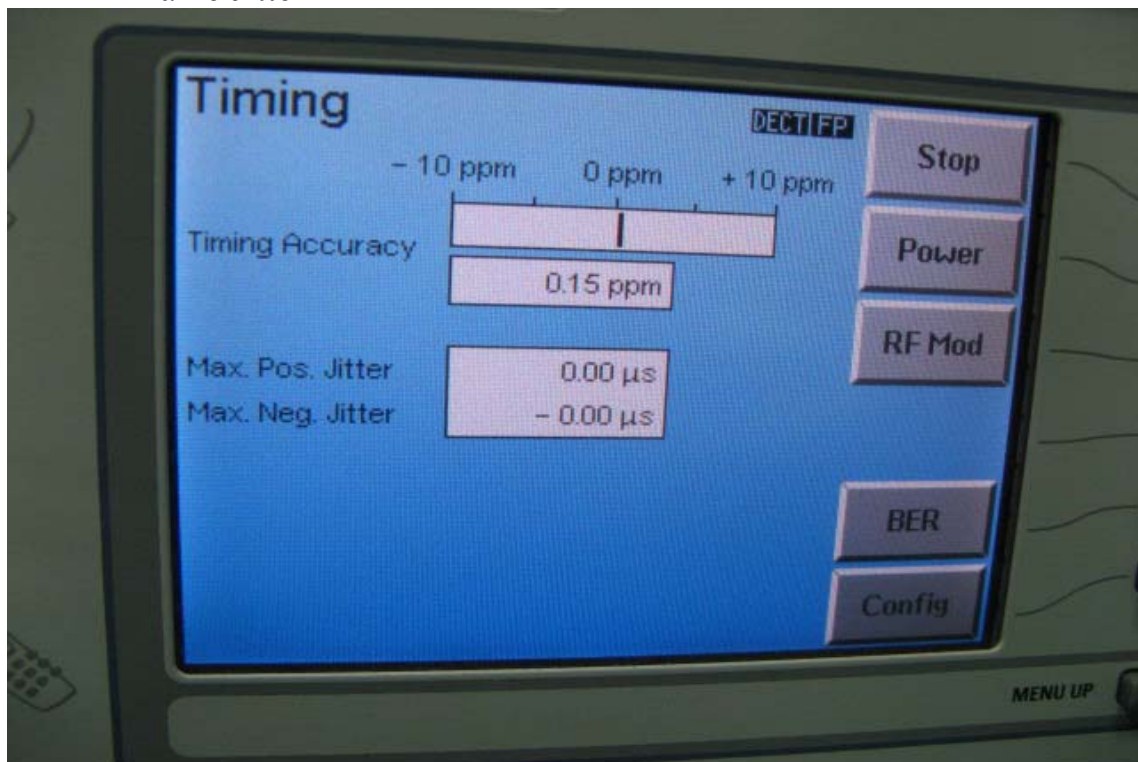 Timing
DECT FP
Stop
– 10 ppm 0 ppm + 10 ppm
Timing Accuracy
0.15 ppm
Power
RF Mod
Max. Pos. Jitter 0.00 µs
Max. Neg. Jitter – 0.00 µs
BER
Config
MENU UP